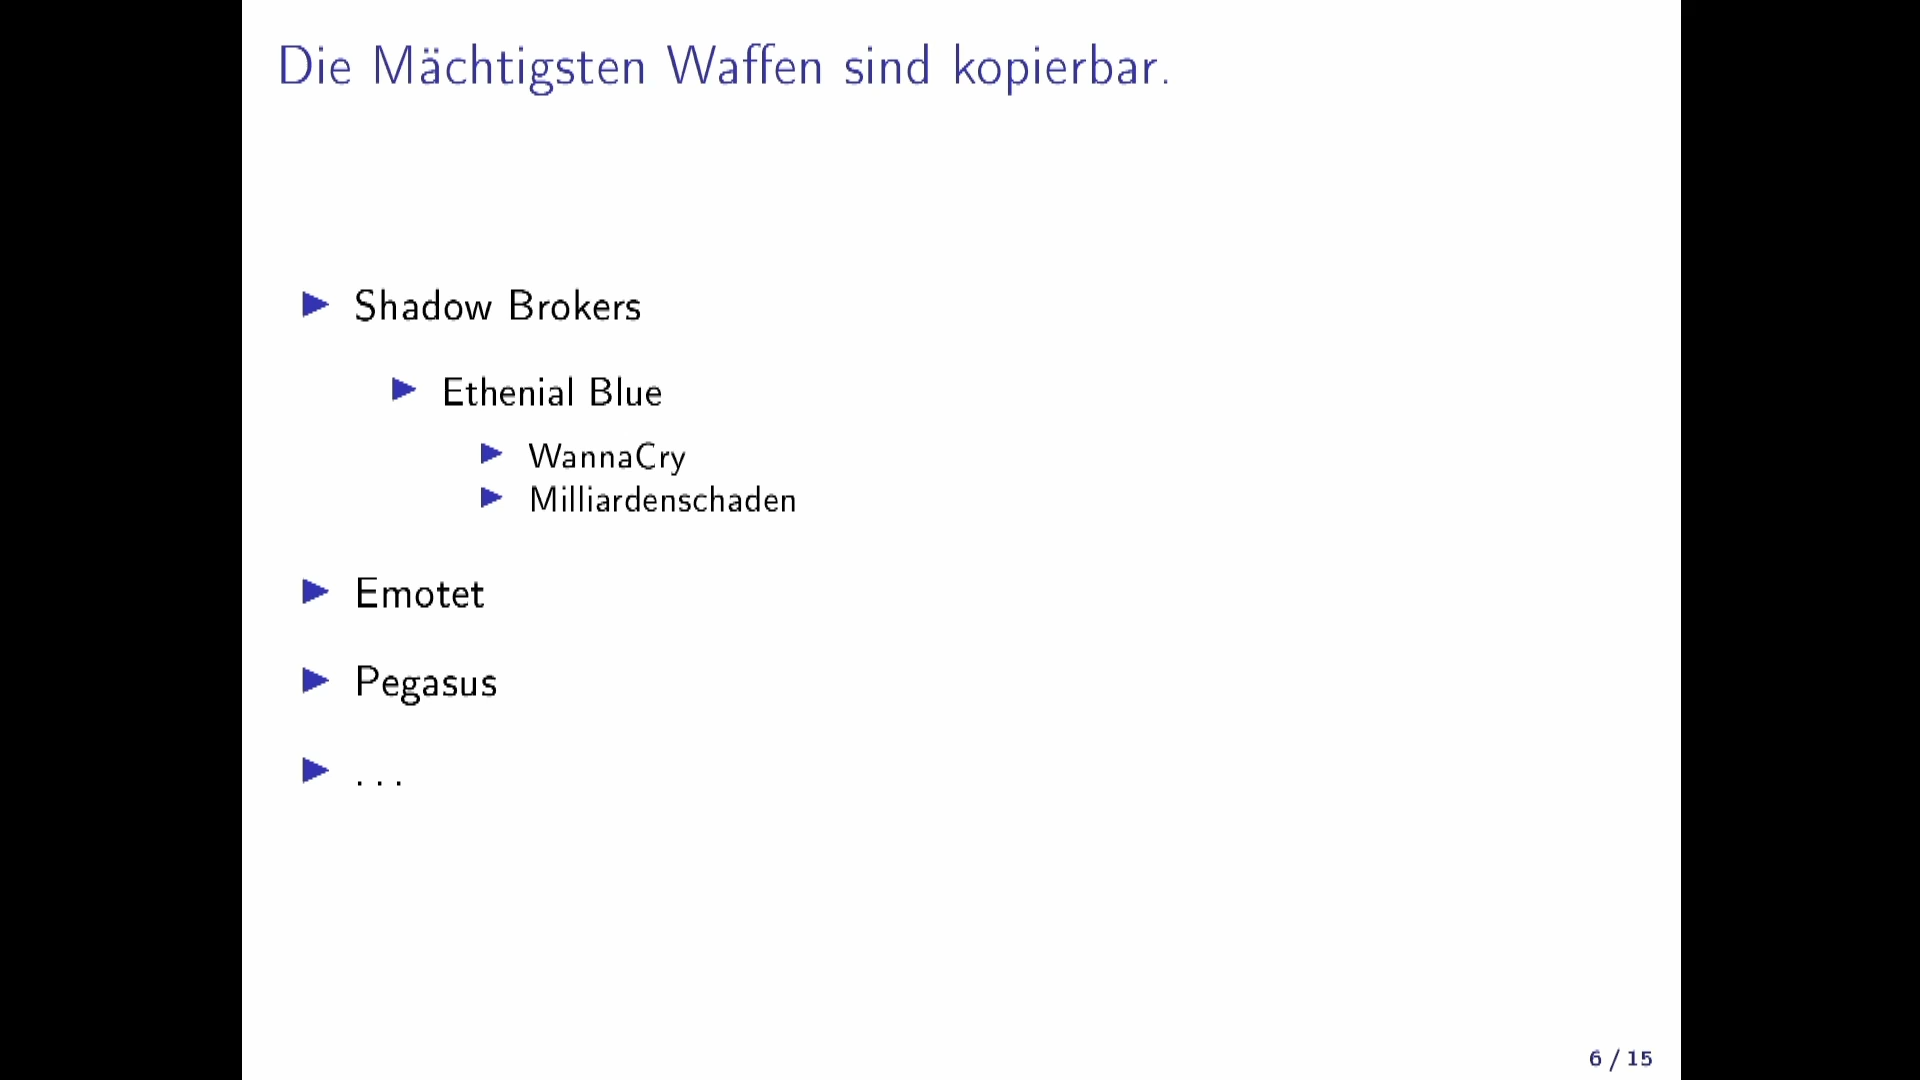 Die Mächtigsten Waffen sind kopierbar.
Shadow Brokers
Ethenial Blue
WannaCry
Milliardenschaden
Emotet
Pegasus
. . .
6 / 15